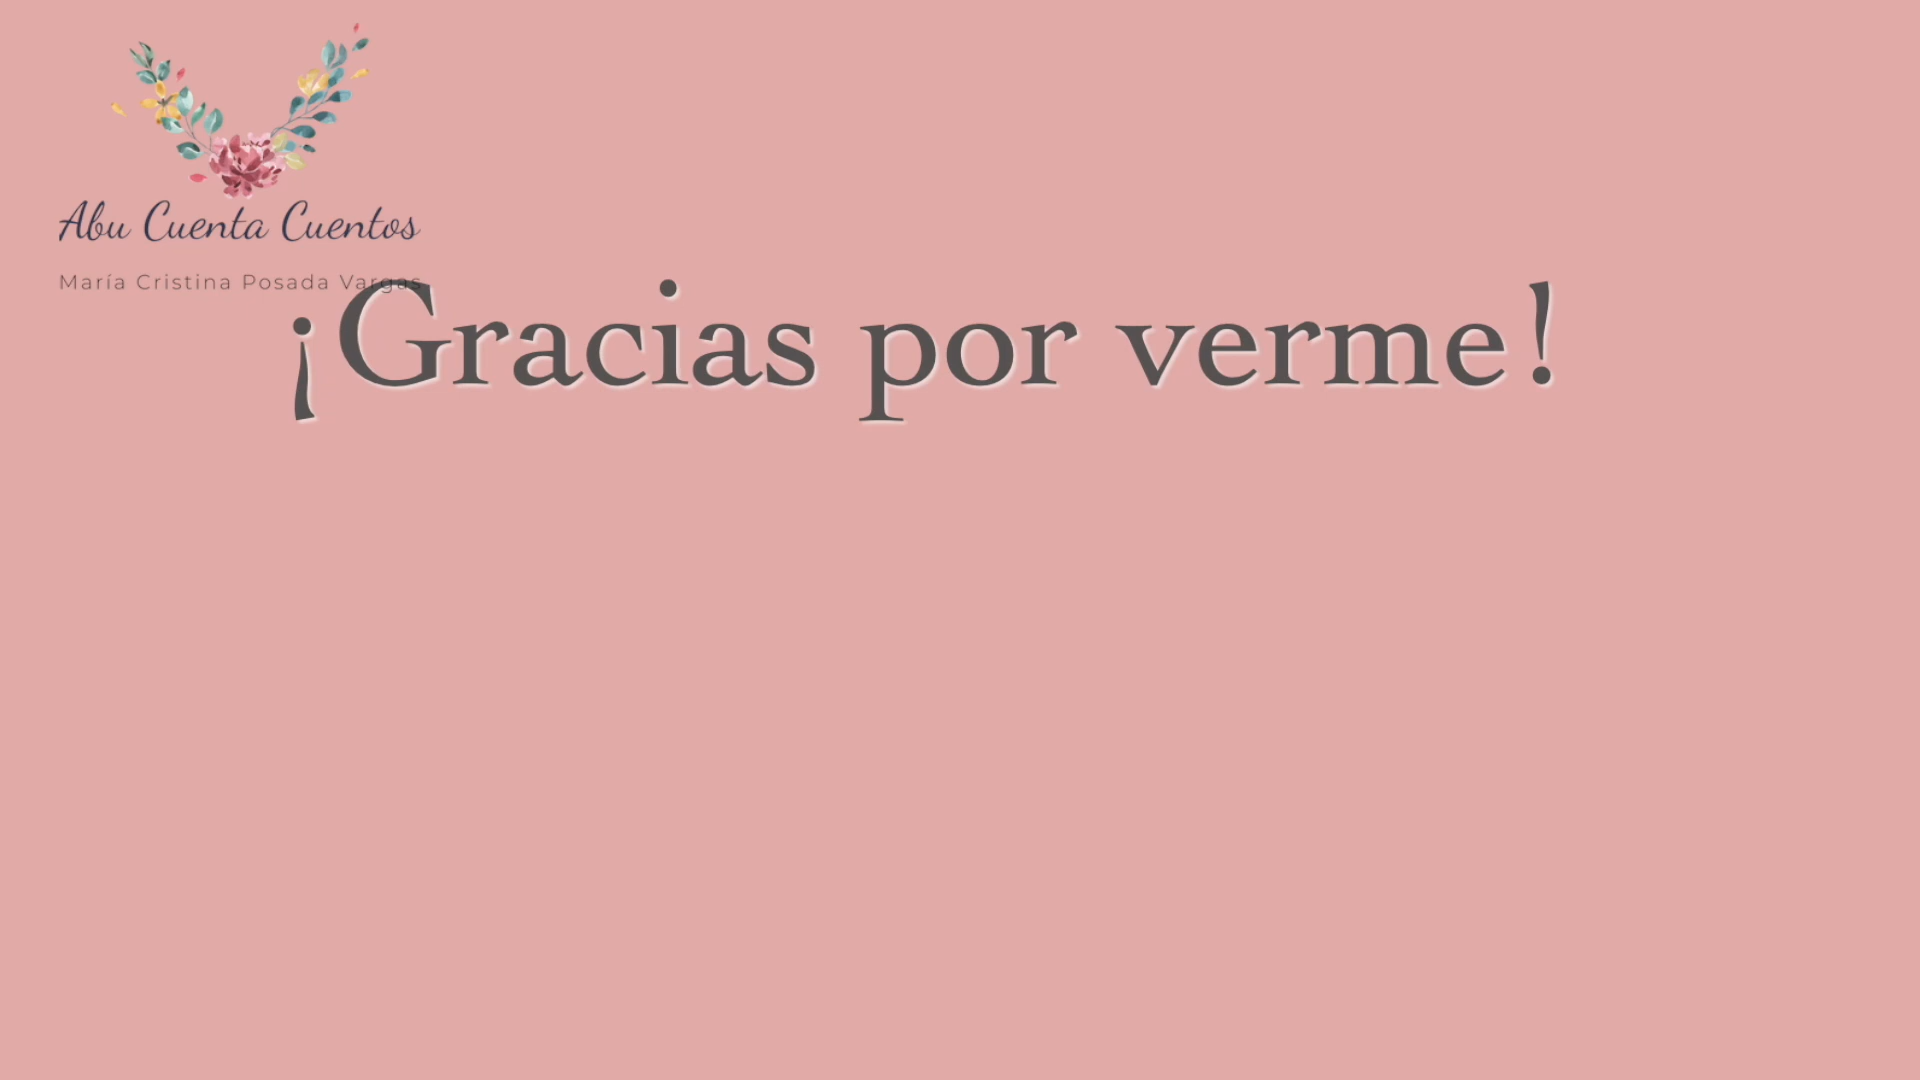 Abu Cuenta Cuentos
María Cristina Posada Vargas
¡Gracias por verme!